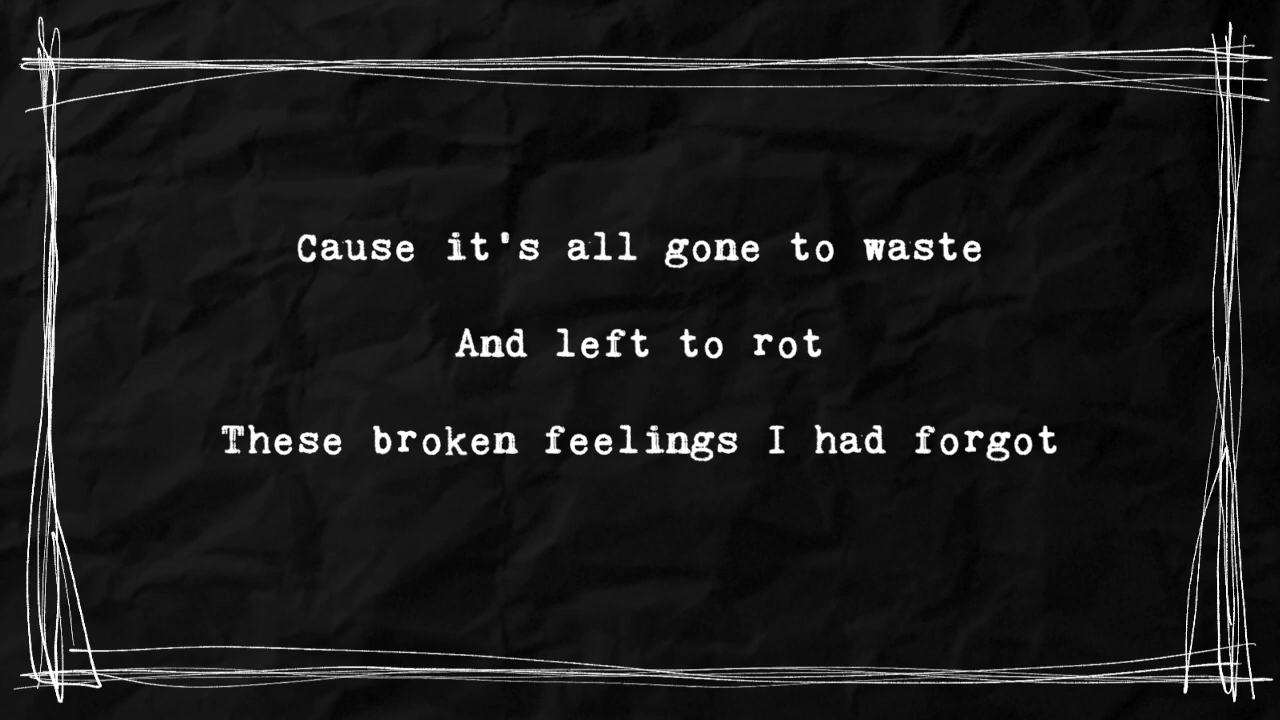 Cause it's all gone to waste
And left to rot
These broken feelings I had forgot